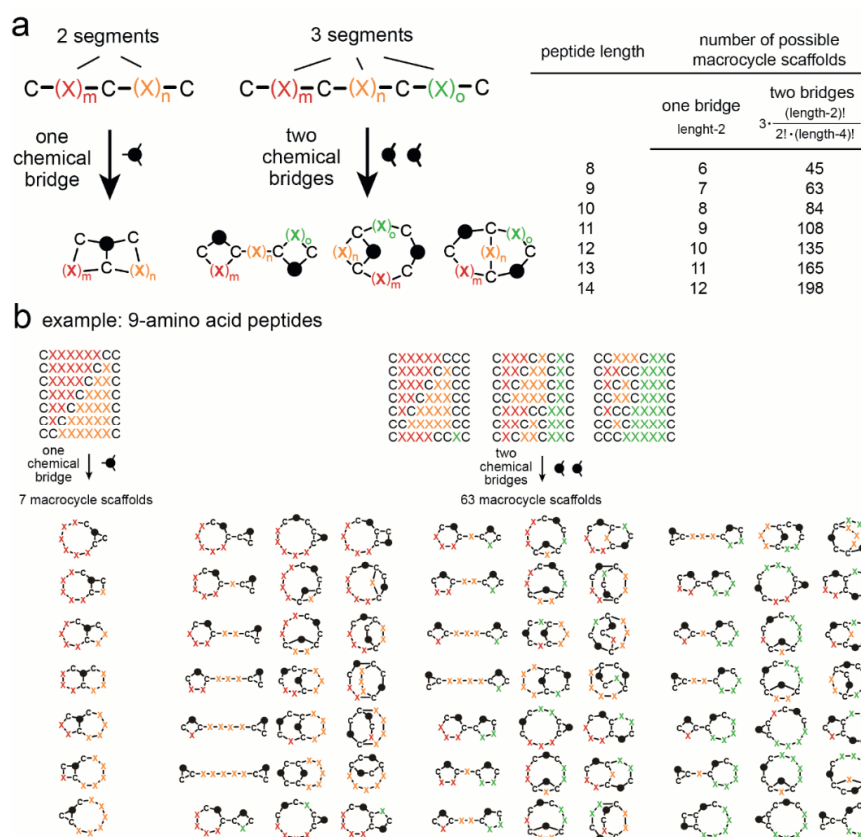 a
2 segments
3 segments
C–(X)m–C–(X)n–C
C–(X)m–C–(X)n–C–(X)o–C
one
chemical
bridge
two
chemical
bridges
C C
(X)m C (X)n
C (X)n C (X)o
(X)m C C
(X)o
C C
(X)n
C C
(X)m
C (X)o
C (X)n C
(X)m
peptide length
number of possible
macrocycle scaffolds
one bridge
lenght-2
two bridges
3· (length-2)!
2!·(length-4)!
8 6 45
9 7 63
10 8 84
11 9 108
12 10 135
13 11 165
14 12 198
b example: 9-amino acid peptides
CXXXXXXCC
CXXXXXCXC
CXXXXCXXC
CXXXCXXXC
CXXCXXXXC
CXCXXXXXC
CCXXXXXXC
one
chemical
bridge
7 macrocycle scaffolds
CXXXXXCCC CXXXCXCXC CCXXXCXXC
CXXXXCXCC CXXCXXCXC CXXCCXXXC
CXXXCXXCC CXCXXXCXC CXCXCXXXC
CXXCXXXCC CCXXXXCXC CCXXCXXXC
CXCXXXXCC CXXXCCXXC CXCCXXXXC
CCXXXXXCC CXXCXCXXC CCXCXXXXC
CXXXXCCXC CXCXXCXXC CCCXXXXXC
two
chemical
bridges
63 macrocycle scaffolds